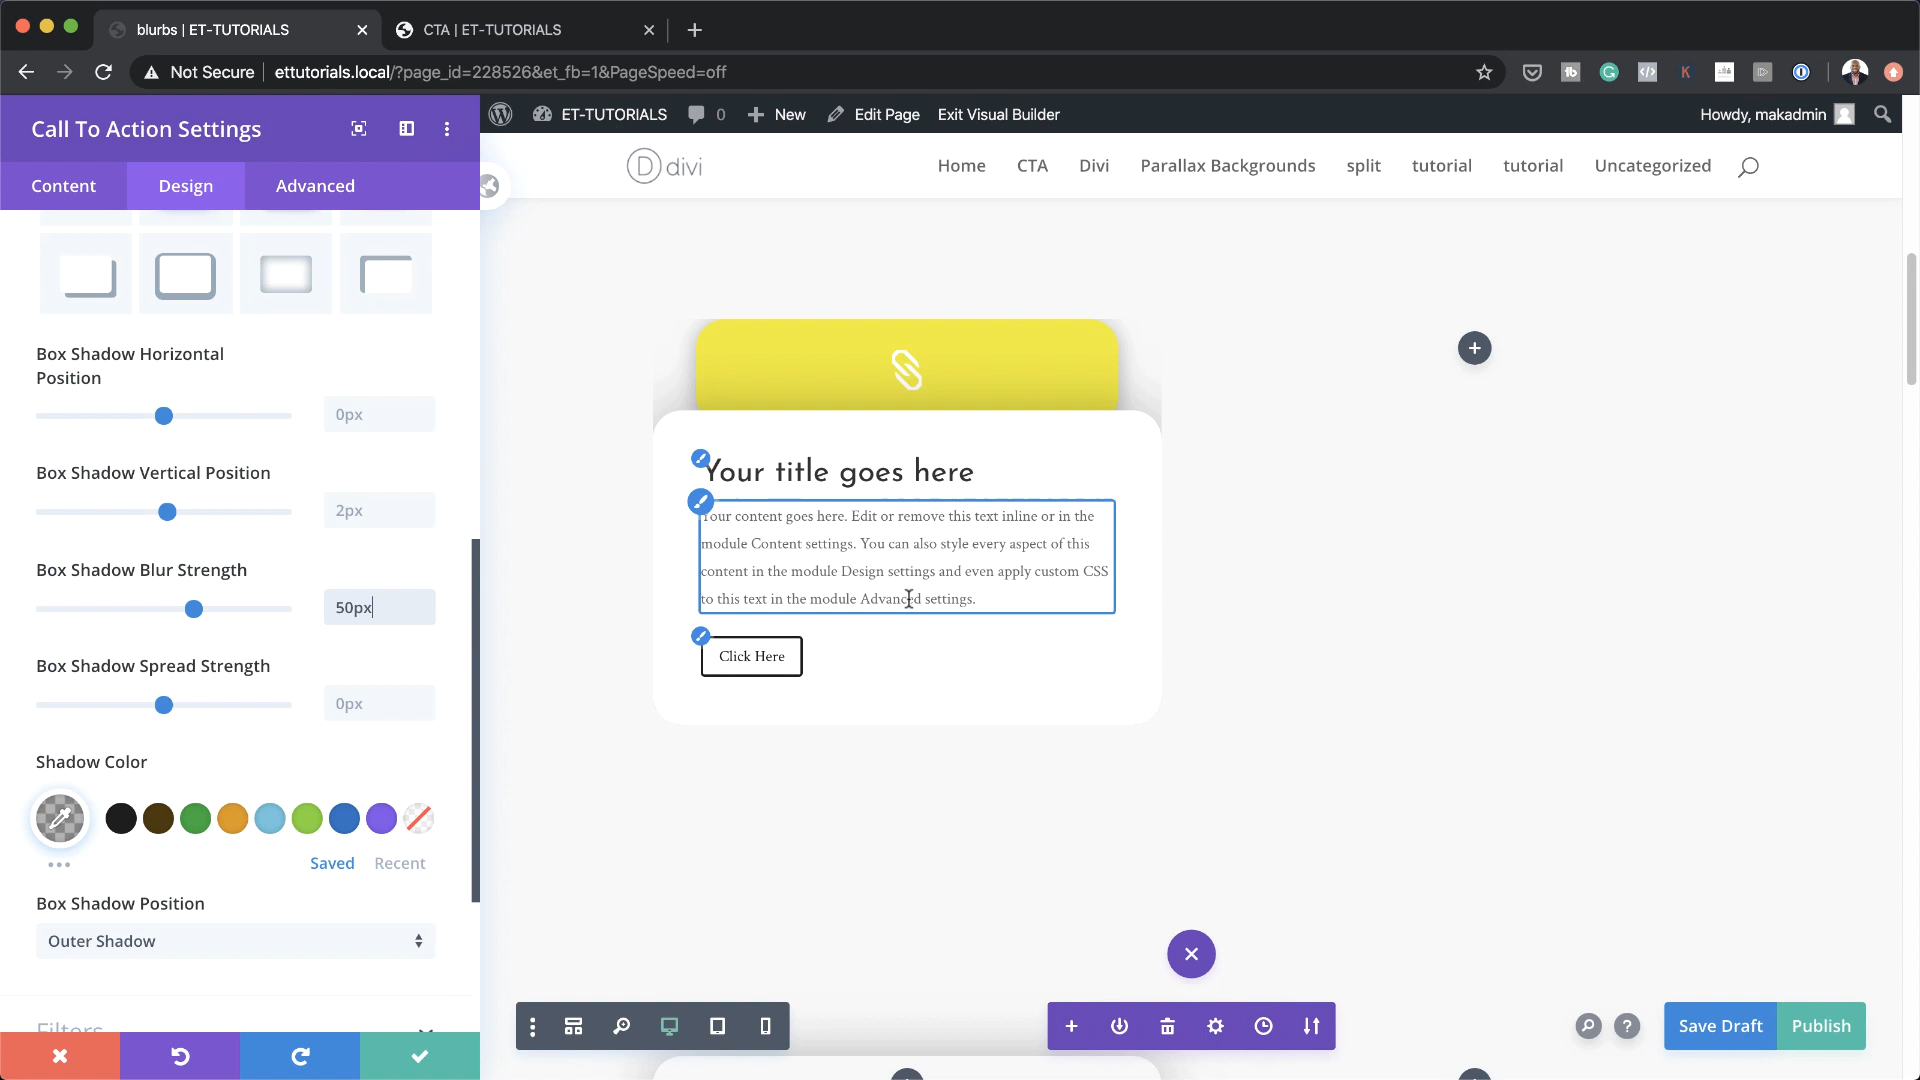 blurbs | ET-TUTORIALS
CTA | ET-TUTORIALS
Not Secure
ettutorials.local/?page_id=228526&et_fb=1&PageSpeed=off
Call To Action Settings
ET-TUTORIALS
0
New
Edit Page
Exit Visual Builder
Howdy, makadmin
Content
Design
Advanced
divi
Home
CTA
Divi
Parallax Backgrounds
split
tutorial
tutorial
Uncategorized
Box Shadow Horizontal
Position
0px
Box Shadow Vertical Position
2px
Box Shadow Blur Strength
50px
Box Shadow Spread Strength
0px
Shadow Color
Saved
Recent
Box Shadow Position
Outer Shadow
Filters
Your title goes here
Your content goes here. Edit or remove this text inline or in the
module Content settings. You can also style every aspect of this
content in the module Design settings and even apply custom CSS
to this text in the module Advanced settings.
Click Here
Save Draft
Publish